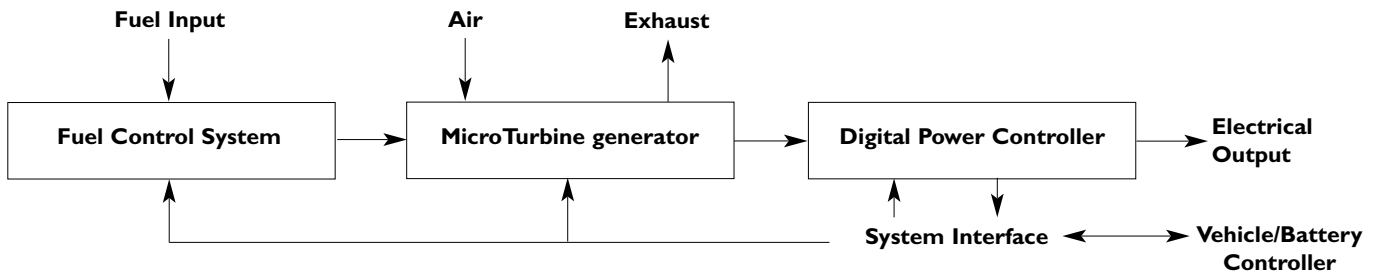 Fuel Input
Air
Exhaust
Fuel Control System
MicroTurbine generator
Digital Power Controller
Electrical
Output
System Interface
Vehicle/Battery
Controller